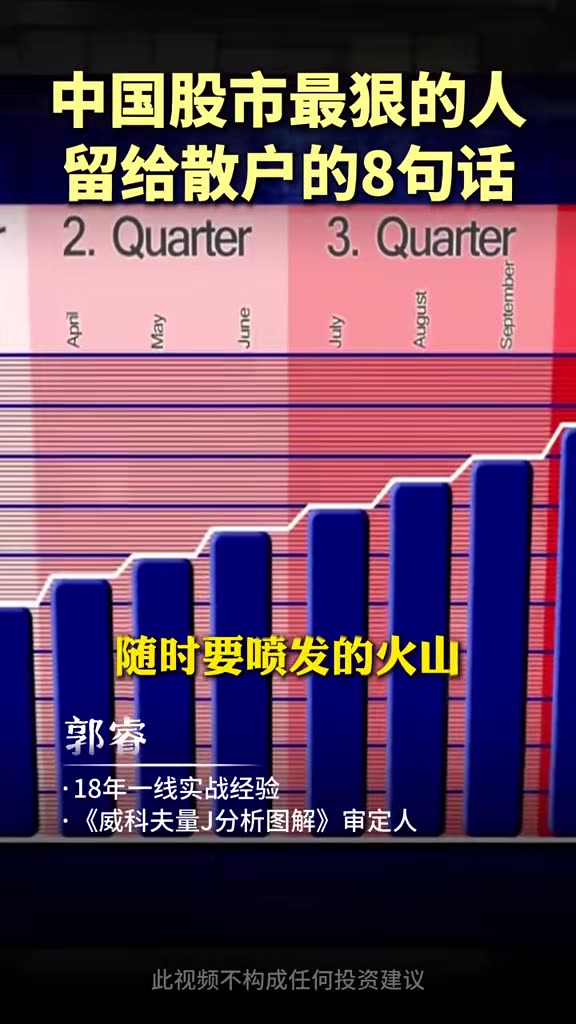 中国股市最狠的人
留给散户的8句话
2. Quarter
3. Quarter
April
May
June
July
August
September
随时要喷发的火山
郭睿
·18年一线实战经验
·《威科夫量J分析图解》审定人
此视频不构成任何投资建议